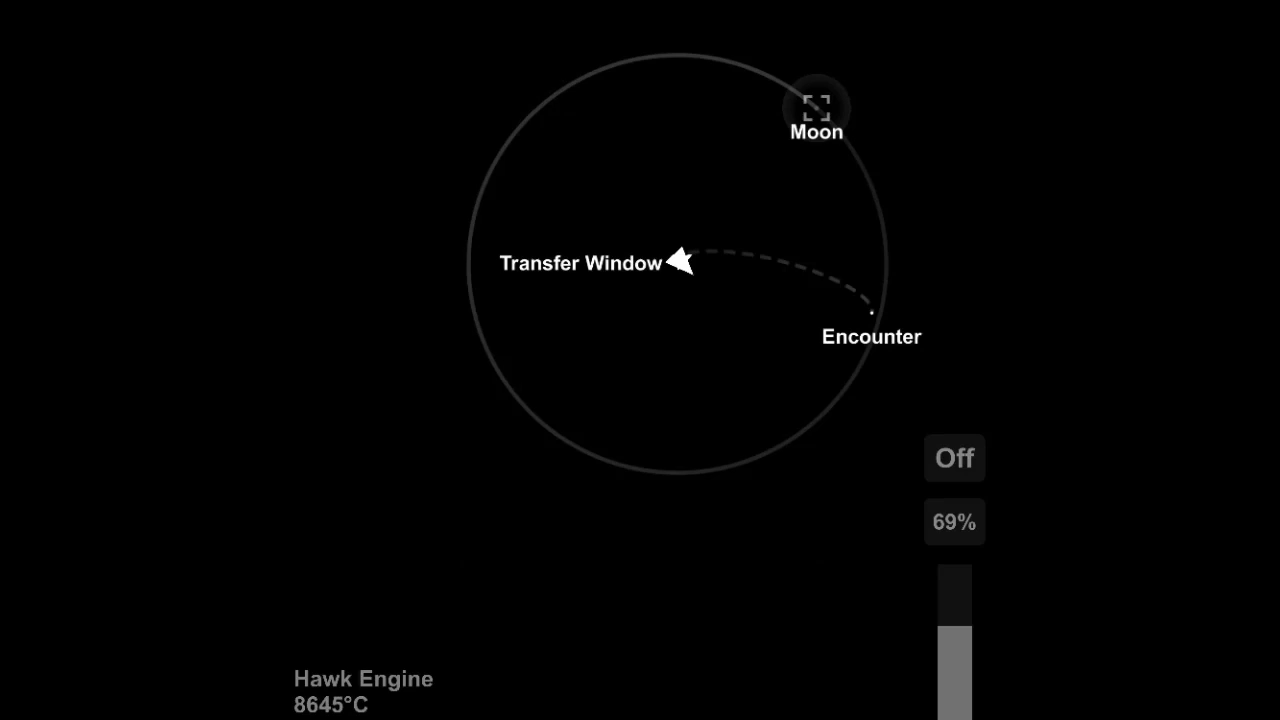 Moon
Transfer Window
Encounter
Off
69%
Hawk Engine
8645°C